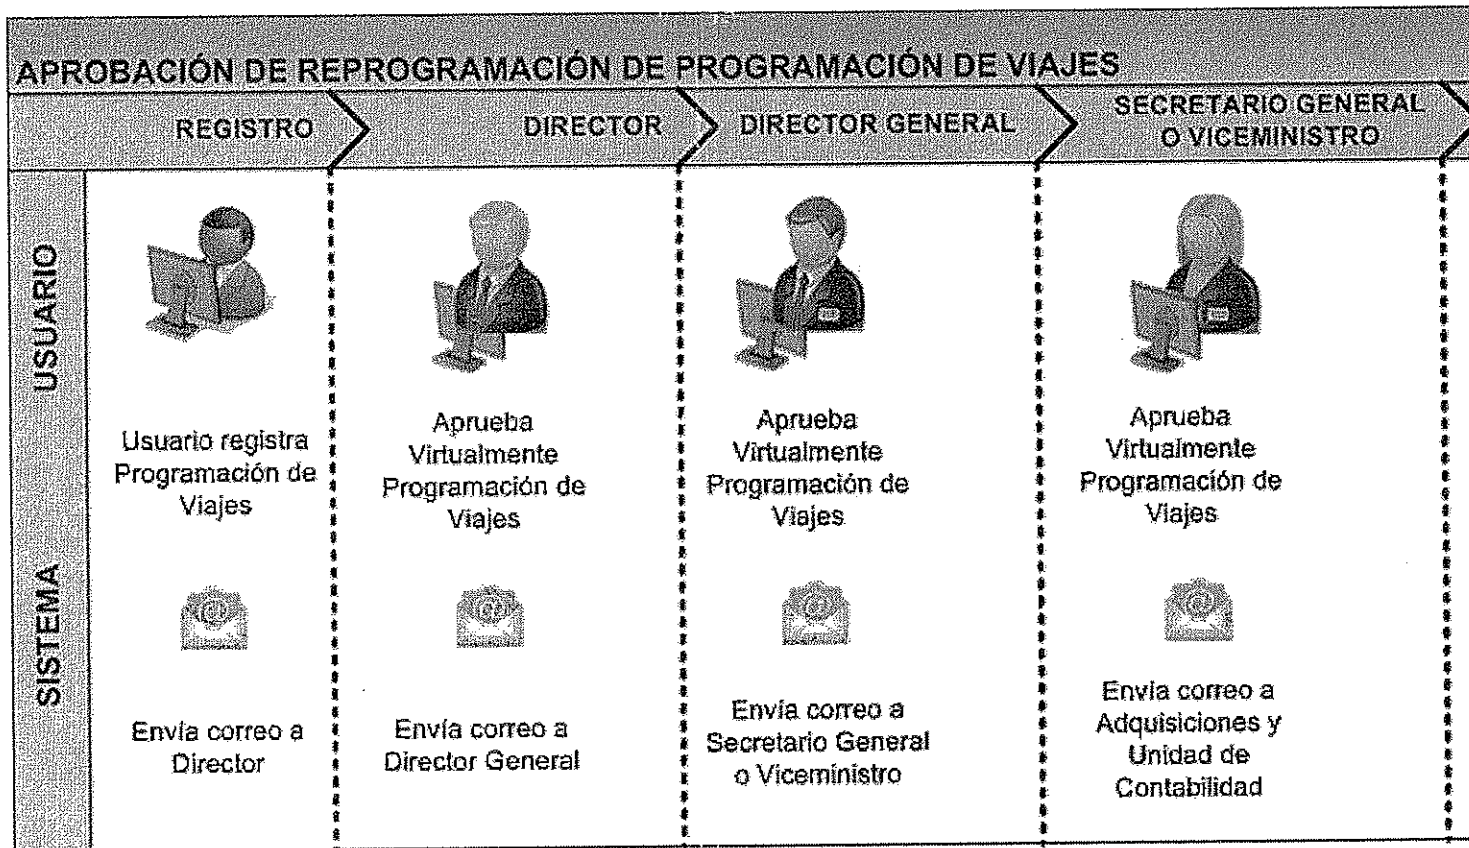 APROBACIÓN DE REPROGRAMACIÓN DE PROGRAMACIÓN DE VIAJES
REGISTRO
DIRECTOR
DIRECTOR GENERAL
SECRETARIO GENERAL
O VICEMINISTRO
USUARIO
Usuario registra
Programación de
Viajes
Aprueba
Virtualmente
Programación de
Viajes
Aprueba
Virtualmente
Programación de
Viajes
Aprueba
Virtualmente
Programación de
Viajes
SISTEMA
Envía correo a
Director
Envía correo a
Director General
Envía correo a
Secretario General
o Viceministro
Envía correo a
Adquisiciones y
Unidad de
Contabilidad